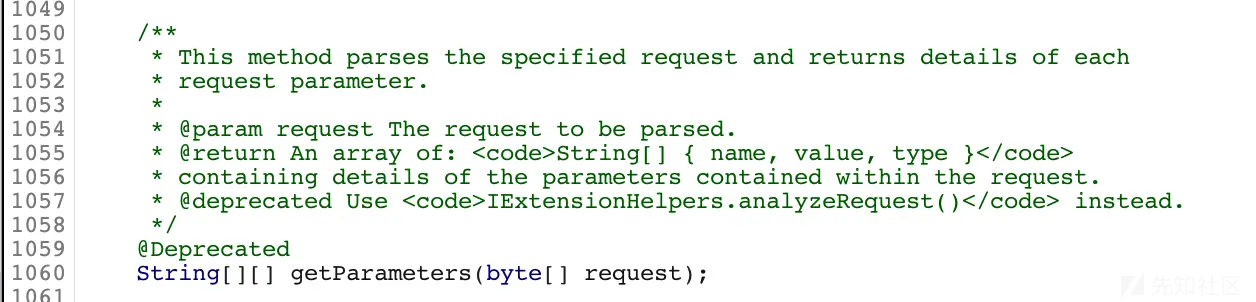 1049
1050 /**
1051 * This method parses the specified request and returns details of each
1052 * request parameter.
1053 *
1054 * @param request The request to be parsed.
1055 * @return An array of: <code>String[] { name, value, type }</code>
1056 * containing details of the parameters contained within the request.
1057 * @deprecated Use <code>IExtensionHelpers.analyzeRequest()</code> instead.
1058 */
1059 @Deprecated
1060 String[][] getParameters(byte[] request);
1061
先知社区